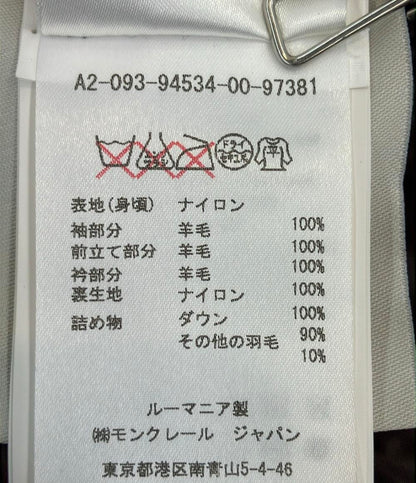 A2-093-94534-00-97381
ドライ
セキユ系
平
表地(身頃) ナイロン 100%
袖部分 羊毛 100%
前立て部分 羊毛 100%
衿部分 羊毛 100%
裏生地 ナイロン 100%
詰め物 ダウン 90%
その他の羽毛 10%
ルーマニア製
㈱モンクレール ジャパン
東京都港区南青山5-4-46